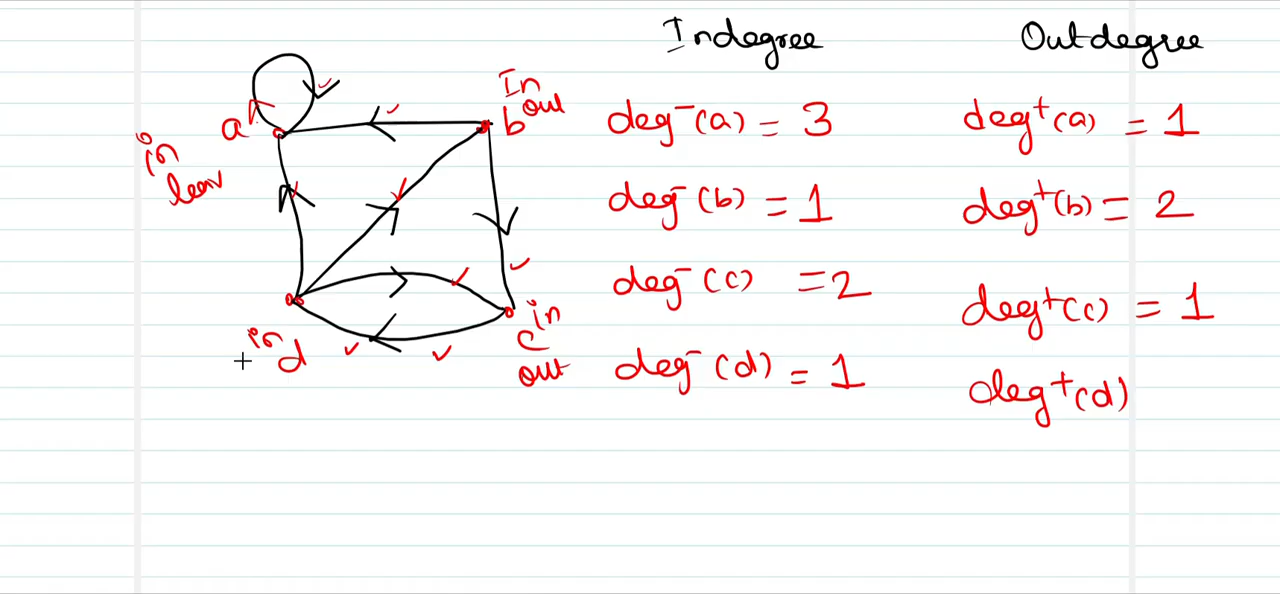 Indegree Outdegree
In
out
a b
in
leav
deg⁻(a) = 3 deg⁺(a) = 1
deg⁻(b) = 1 deg⁺(b) = 2
deg⁻(c) = 2 deg⁺(c) = 1
in
c
out
in
d
deg⁻(d) = 1 deg⁺(d)